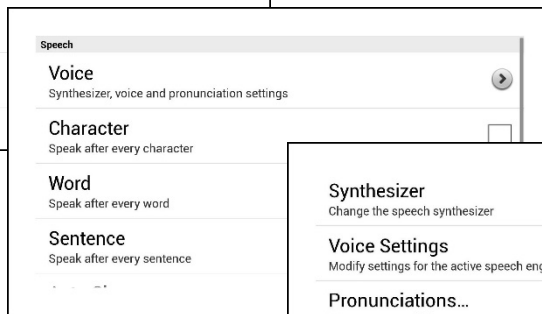 Speech
Voice
Synthesizer, voice and pronunciation settings
Character
Speak after every character
Word
Speak after every word
Sentence
Speak after every sentence
Synthesizer
Change the speech synthesizer
Voice Settings
Modify settings for the active speech eng
Pronunciations...